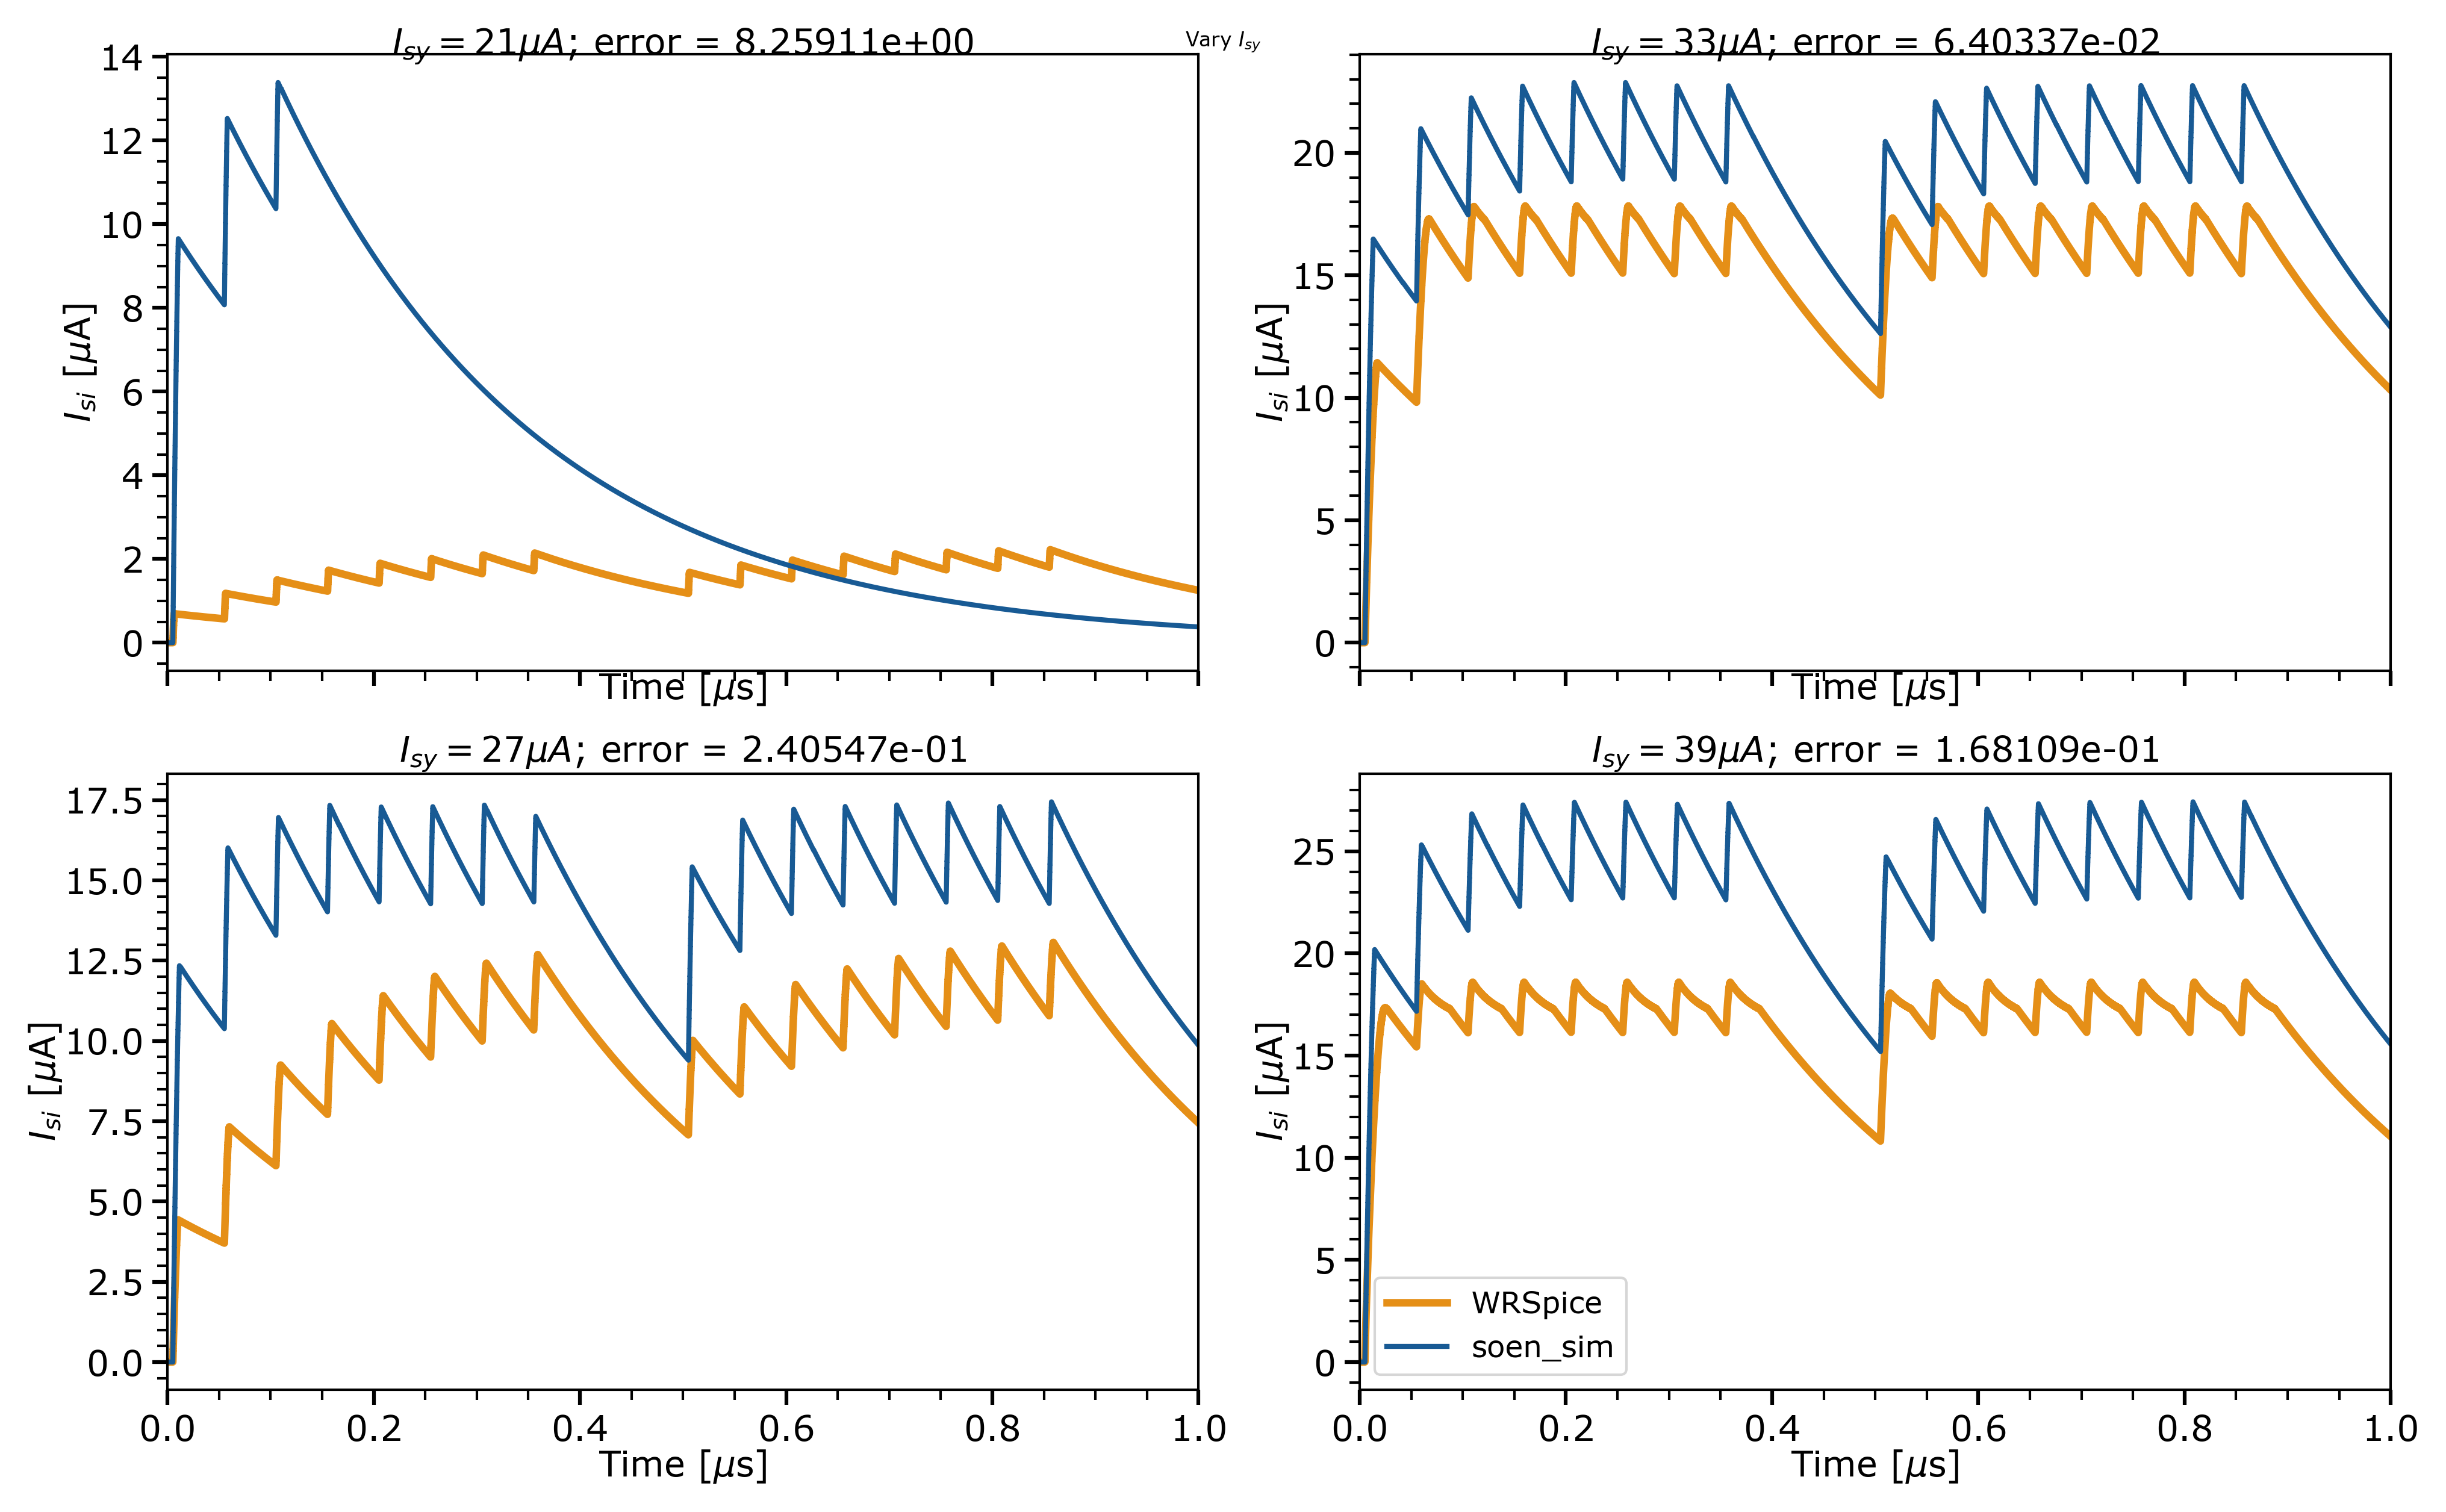 Vary I_sy
I_sy = 21μA; error = 8.25911e+00
14
12
10
8
6
4
2
0
I_si [μA]
Time [μs]
I_sy = 33μA; error = 6.40337e-02
20
15
10
5
0
I_si [μA]
Time [μs]
I_sy = 27μA; error = 2.40547e-01
17.5
15.0
12.5
10.0
7.5
5.0
2.5
0.0
I_si [μA]
0.0 0.2 0.4 0.6 0.8 1.0
Time [μs]
I_sy = 39μA; error = 1.68109e-01
25
20
15
10
5
0
I_si [μA]
WRSpice
soen_sim
0.0 0.2 0.4 0.6 0.8 1.0
Time [μs]